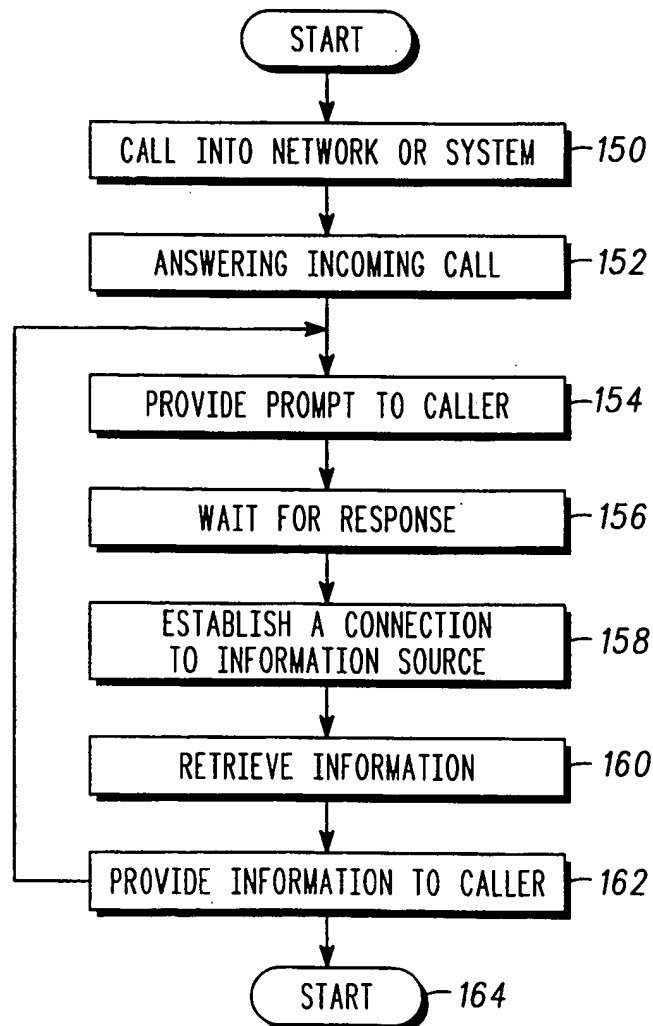 START
CALL INTO NETWORK OR SYSTEM 150
ANSWERING INCOMING CALL 152
PROVIDE PROMPT TO CALLER 154
WAIT FOR RESPONSE 156
ESTABLISH A CONNECTION
TO INFORMATION SOURCE 158
RETRIEVE INFORMATION 160
PROVIDE INFORMATION TO CALLER 162
START 164